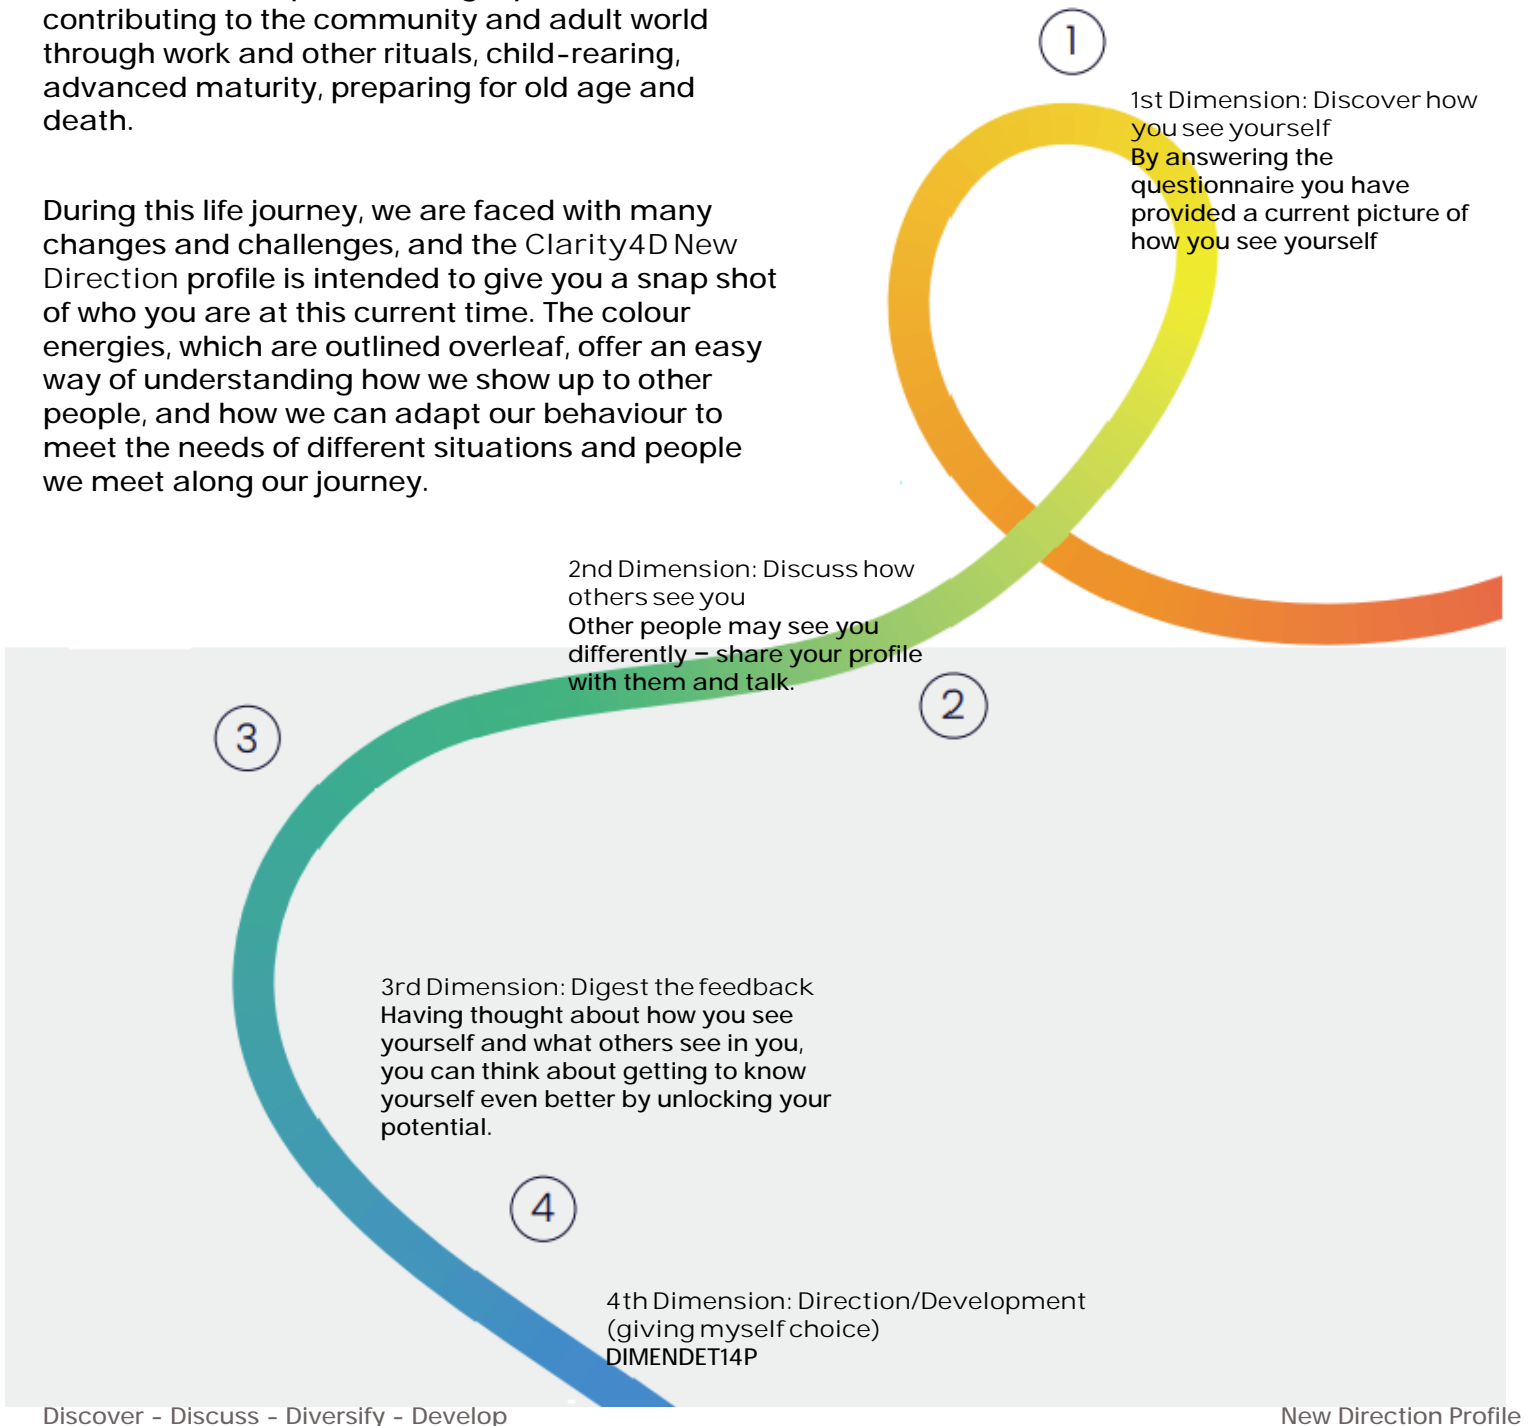 contributing to the community and adult world
through work and other rituals, child-rearing,
advanced maturity, preparing for old age and
death.
During this life journey, we are faced with many
changes and challenges, and the Clarity4D New
Direction profile is intended to give you a snap shot
of who you are at this current time. The colour
energies, which are outlined overleaf, offer an easy
way of understanding how we show up to other
people, and how we can adapt our behaviour to
meet the needs of different situations and people
we meet along our journey.
1
1st Dimension: Discover how
you see yourself
By answering the
questionnaire you have
provided a current picture of
how you see yourself
2nd Dimension: Discuss how
others see you
Other people may see you
differently – share your profile
with them and talk.
2
3
3rd Dimension: Digest the feedback
Having thought about how you see
yourself and what others see in you,
you can think about getting to know
yourself even better by unlocking your
potential.
4
4th Dimension: Direction/Development
(giving myself choice)
DIMENDET14P
Discover - Discuss - Diversify - Develop
New Direction Profile